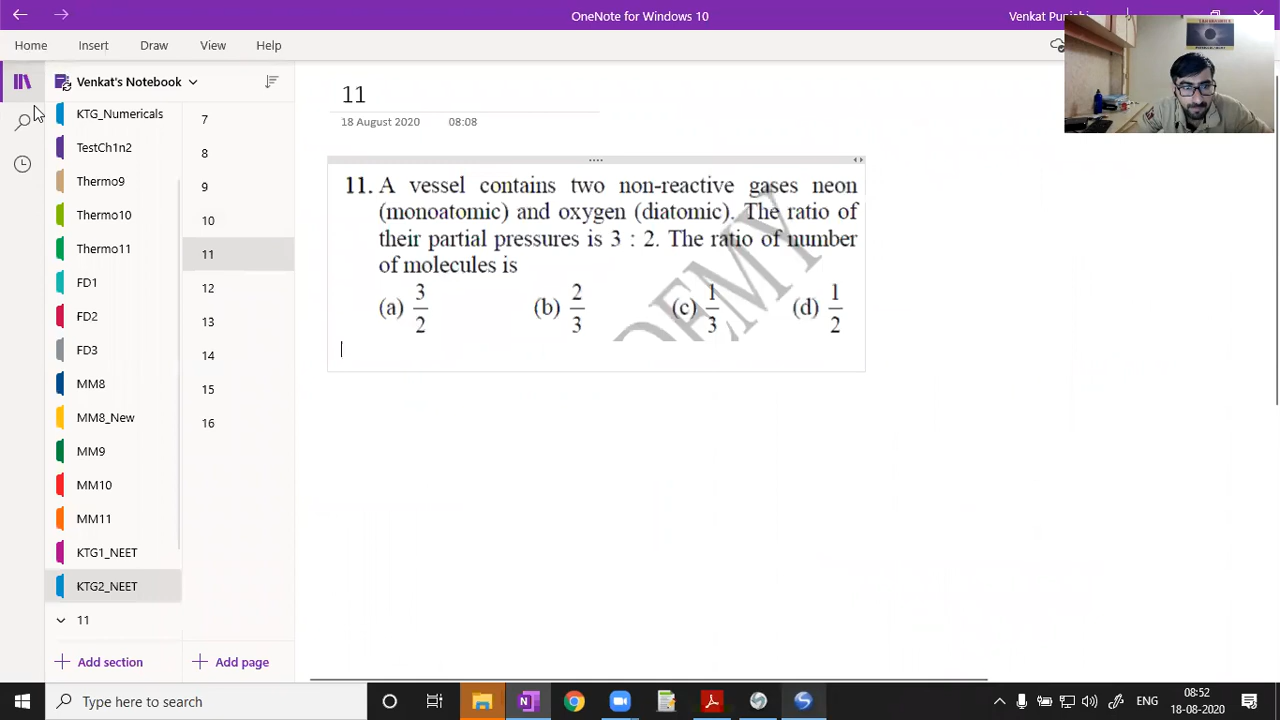 OneNote for Windows 10
Venkat Pu
Home Insert Draw View Help
Venkat's Notebook
KTG_Numericals
TestCh1n2
Thermo9
Thermo10
Thermo11
FD1
FD2
FD3
MM8
MM8_New
MM9
MM10
MM11
KTG1_NEET
KTG2_NEET
11
Add section
7
8
9
10
11
12
13
14
15
16
Add page
11
18 August 2020 08:08
11. A vessel contains two non-reactive gases neon
(monoatomic) and oxygen (diatomic). The ratio of
their partial pressures is 3 : 2. The ratio of number
of molecules is
(a) 3/2 (b) 2/3 (c) 1/3 (d) 1/2
DEMY
Type here to search
ENG
08:52
18-08-2020